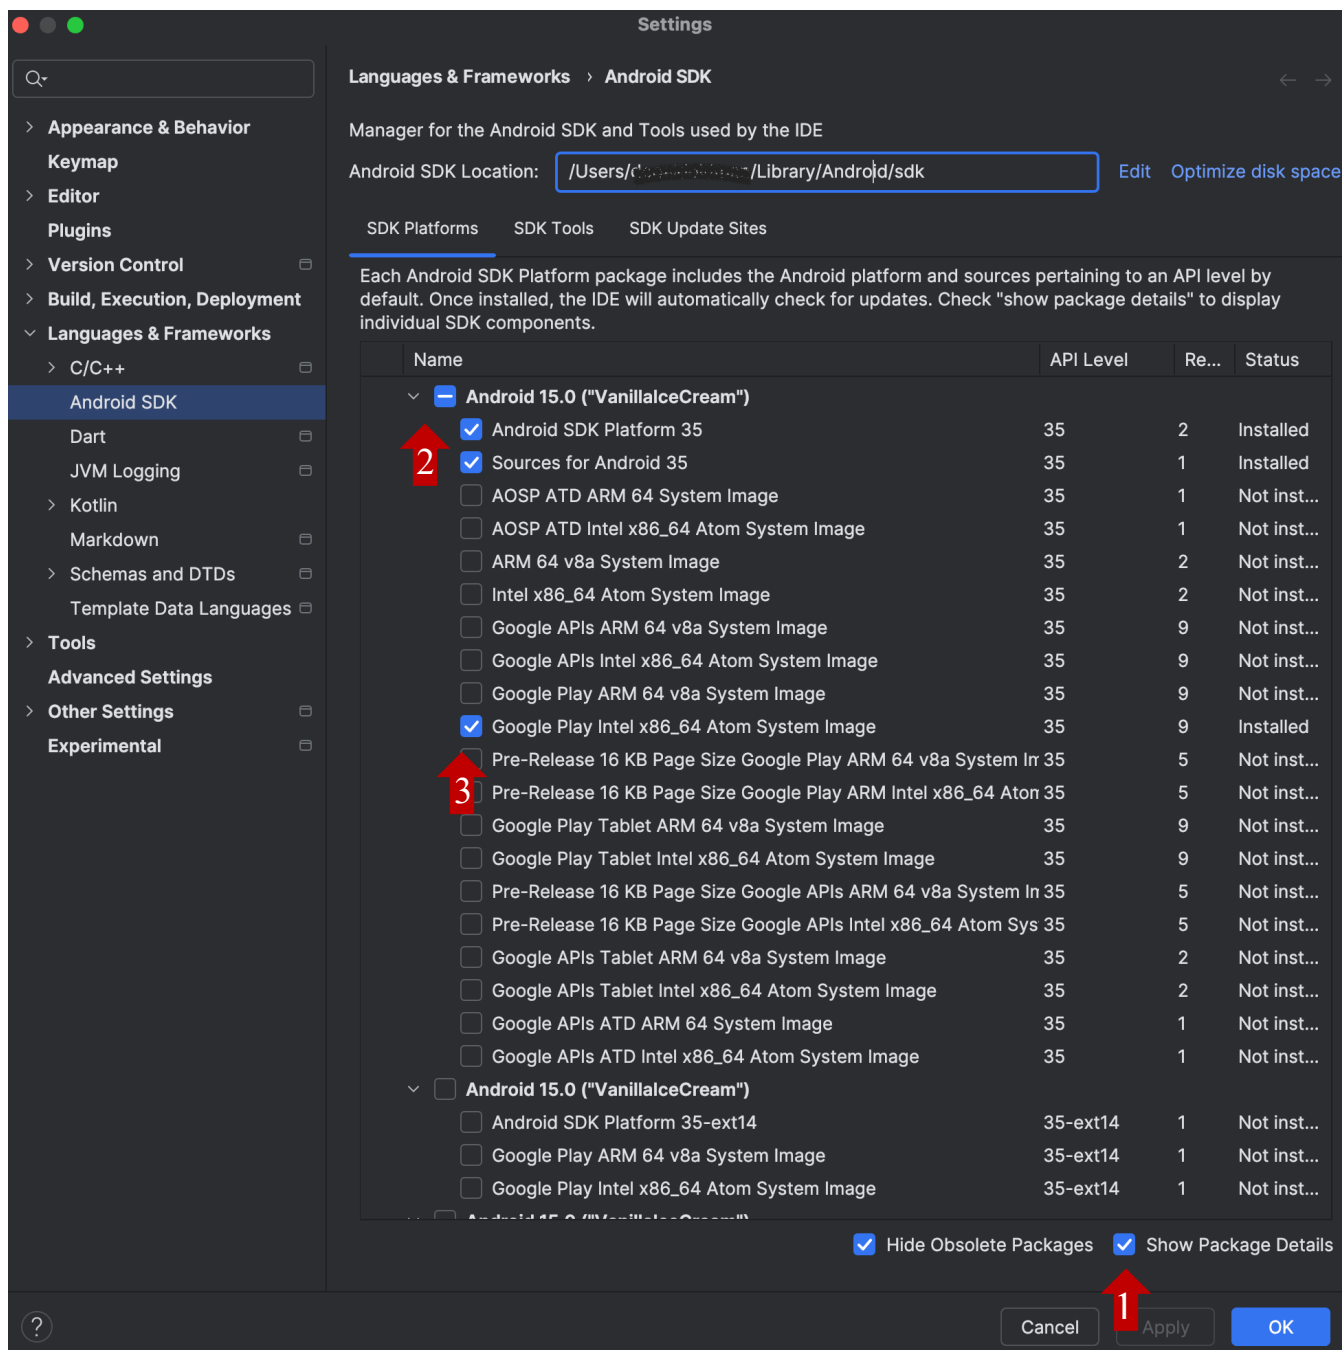 Settings
Languages & Frameworks › Android SDK
Appearance & Behavior
Keymap
Editor
Plugins
Version Control
Build, Execution, Deployment
Languages & Frameworks
C/C++
Android SDK
Dart
JVM Logging
Kotlin
Markdown
Schemas and DTDs
Template Data Languages
Tools
Advanced Settings
Other Settings
Experimental
Manager for the Android SDK and Tools used by the IDE
Android SDK Location: /Users/ /Library/Android/sdk Edit Optimize disk space
SDK Platforms SDK Tools SDK Update Sites
Each Android SDK Platform package includes the Android platform and sources pertaining to an API level by
default. Once installed, the IDE will automatically check for updates. Check "show package details" to display
individual SDK components.
Name API Level Re... Status
Android 15.0 ("VanillaIceCream")
Android SDK Platform 35 35 2 Installed
2
Sources for Android 35 35 1 Installed
AOSP ATD ARM 64 System Image 35 1 Not inst...
AOSP ATD Intel x86_64 Atom System Image 35 1 Not inst...
ARM 64 v8a System Image 35 2 Not inst...
Intel x86_64 Atom System Image 35 2 Not inst...
Google APIs ARM 64 v8a System Image 35 9 Not inst...
Google APIs Intel x86_64 Atom System Image 35 9 Not inst...
Google Play ARM 64 v8a System Image 35 9 Not inst...
Google Play Intel x86_64 Atom System Image 35 9 Installed
Pre-Release 16 KB Page Size Google Play ARM 64 v8a System Im 35 5 Not inst...
3
Pre-Release 16 KB Page Size Google Play ARM Intel x86_64 Atom 35 5 Not inst...
Google Play Tablet ARM 64 v8a System Image 35 9 Not inst...
Google Play Tablet Intel x86_64 Atom System Image 35 9 Not inst...
Pre-Release 16 KB Page Size Google APIs ARM 64 v8a System Im 35 5 Not inst...
Pre-Release 16 KB Page Size Google APIs Intel x86_64 Atom Sys 35 5 Not inst...
Google APIs Tablet ARM 64 v8a System Image 35 2 Not inst...
Google APIs Tablet Intel x86_64 Atom System Image 35 2 Not inst...
Google APIs ATD ARM 64 System Image 35 1 Not inst...
Google APIs ATD Intel x86_64 Atom System Image 35 1 Not inst...
Android 15.0 ("VanillaIceCream")
Android SDK Platform 35-ext14 35-ext14 1 Not inst...
Google Play ARM 64 v8a System Image 35-ext14 1 Not inst...
Google Play Intel x86_64 Atom System Image 35-ext14 1 Not inst...
Android 15.0 ("VanillaIceCream")
Hide Obsolete Packages Show Package Details
1
? Cancel Apply OK